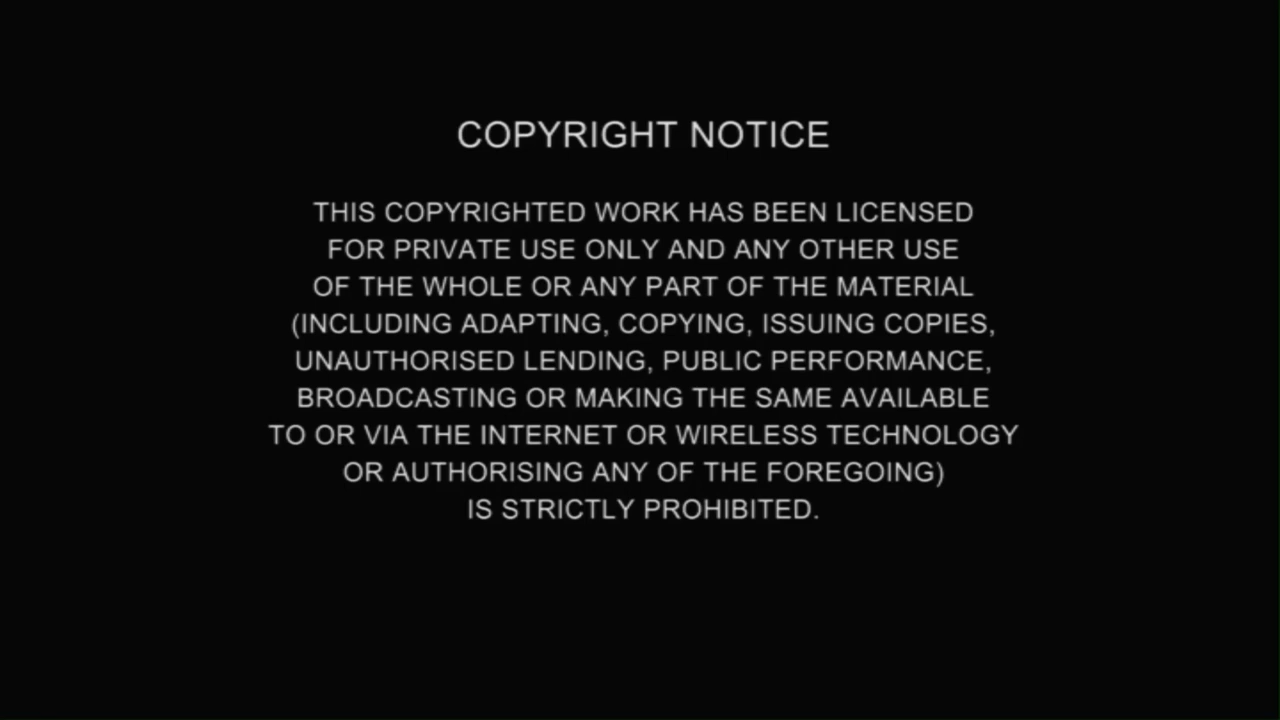 COPYRIGHT NOTICE
THIS COPYRIGHTED WORK HAS BEEN LICENSED
FOR PRIVATE USE ONLY AND ANY OTHER USE
OF THE WHOLE OR ANY PART OF THE MATERIAL
(INCLUDING ADAPTING, COPYING, ISSUING COPIES,
UNAUTHORISED LENDING, PUBLIC PERFORMANCE,
BROADCASTING OR MAKING THE SAME AVAILABLE
TO OR VIA THE INTERNET OR WIRELESS TECHNOLOGY
OR AUTHORISING ANY OF THE FOREGOING)
IS STRICTLY PROHIBITED.